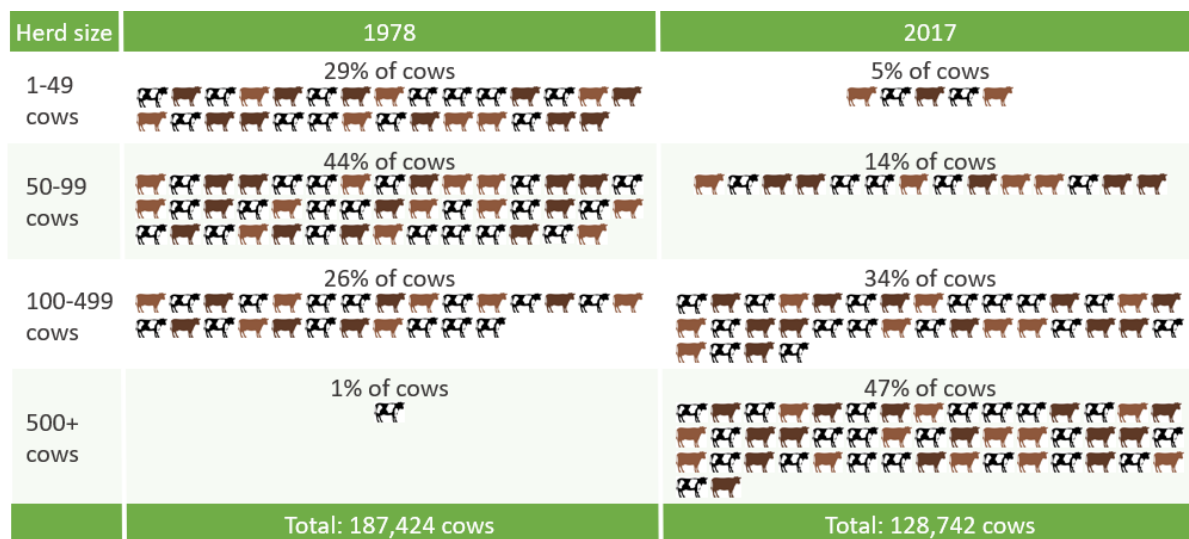 Herd size 1978 2017
1-49
cows
29% of cows
5% of cows
50-99
cows
44% of cows
14% of cows
100-499
cows
26% of cows
34% of cows
500+
cows
1% of cows
47% of cows
Total: 187,424 cows
Total: 128,742 cows